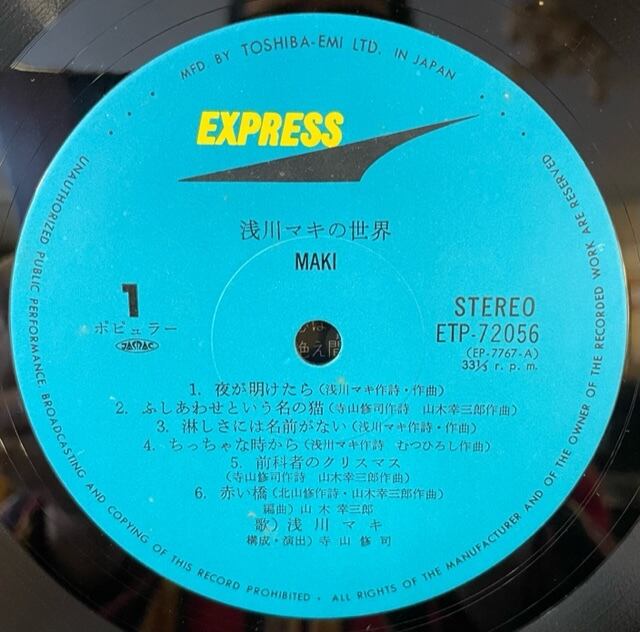 MFD. BY TOSHIBA-EMI LTD. IN JAPAN
EXPRESS
浅川マキの世界
MAKI
1
ポピュラー
JASRAC
STEREO
ETP-72056
(EP-7767-A)
33⅓ r. p. m.
絶え間
1. 夜が明けたら(浅川マキ作詩・作曲)
2. ふしあわせという名の猫(寺山修司作詩 山木幸三郎作曲)
3. 淋しさには名前がない(浅川マキ作詩・作曲)
4. ちっちゃな時から(浅川マキ作詩 むつひろし作曲)
5. 前科者のクリスマス
(寺山修司作詩 山木幸三郎作曲)
6. 赤い橋(北山修作詩・山木幸三郎作曲)
編曲)山木幸三郎
歌)浅川マキ
構成・演出)寺山修司
UNAUTHORIZED PUBLIC PERFORMANCE, BROADCASTING AND COPYING OF THIS RECORD PROHIBITED • ALL RIGHTS OF THE MANUFACTURER AND OF THE OWNER OF THE RECORDED WORK ARE RESERVED